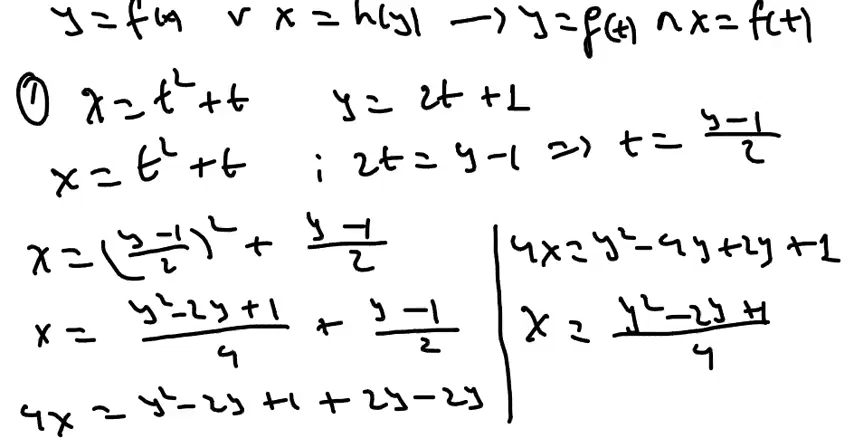 y = f(x) v x = h(y) → y = f(t) ∧ x = f(t)
① x = t² + t y = 2t + 1
x = t² + t ; 2t = y - 1 ⇒ t = (y-1)/2
x = ((y-1)/2)² + (y-1)/2
x = (y²-2y+1)/4 + (y-1)/2
4x = y² - 2y + 1 + 2y - 2y
4x = y² - 4y + 2y + 1
x = (y² - 2y + 1)/4